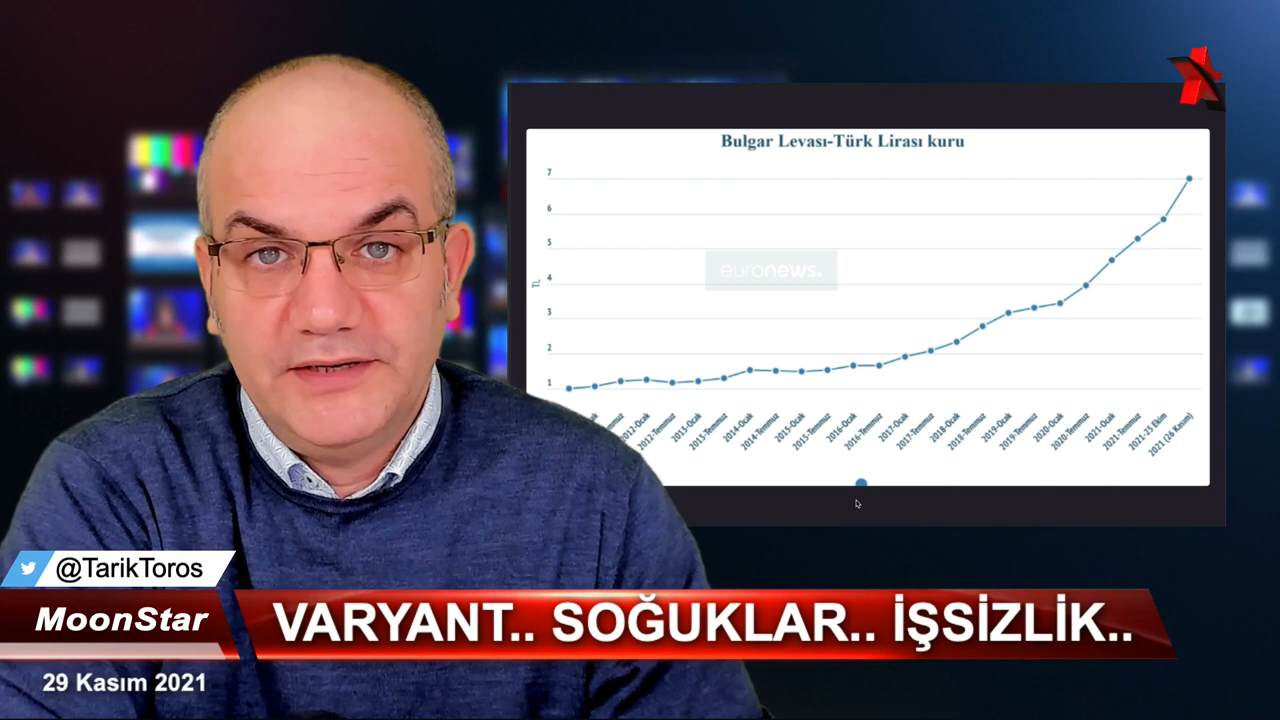 Bulgar Levası-Türk Lirası kuru
7
6
5
4
3
2
1
TL
euronews.
2012-Ocak
2012-Temmuz
2013-Ocak
2013-Temmuz
2014-Ocak
2014-Temmuz
2015-Ocak
2015-Temmuz
2016-Ocak
2016-Temmuz
2017-Ocak
2017-Temmuz
2018-Ocak
2018-Temmuz
2019-Ocak
2019-Temmuz
2020-Ocak
2020-Temmuz
2021-Ocak
2021-Temmuz
2021-23 Ekim
2021 (26 Kasım)
@TarikToros
MoonStar
VARYANT.. SOĞUKLAR.. İŞSİZLİK..
29 Kasım 2021